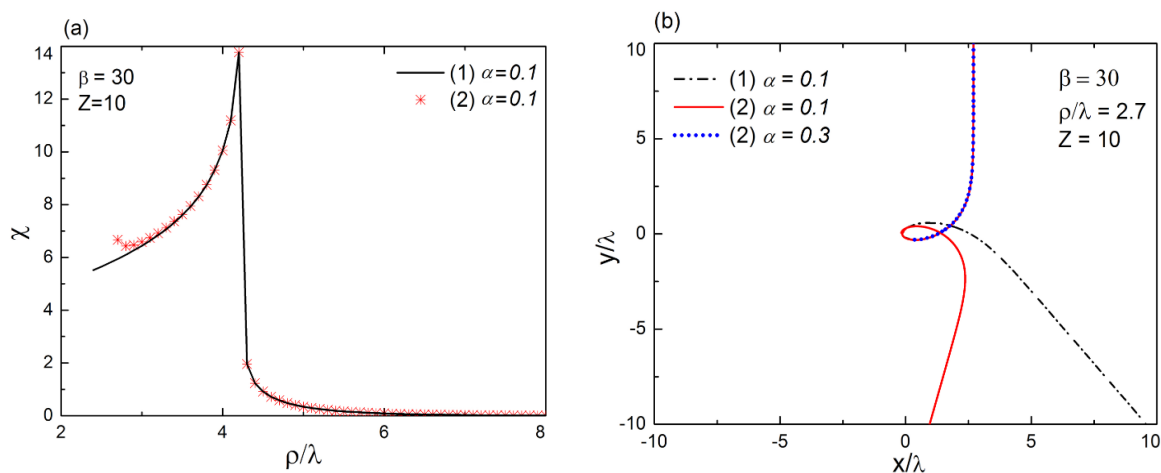 (a)
14
12
10
8
6
4
2
0
χ
β = 30
Z=10
(1) α=0.1
(2) α=0.1
2
4
6
8
ρ/λ
(b)
10
5
0
-5
-10
y/λ
(1) α = 0.1
(2) α = 0.1
(2) α = 0.3
β = 30
ρ/λ = 2.7
Z = 10
-10
-5
0
5
10
x/λ